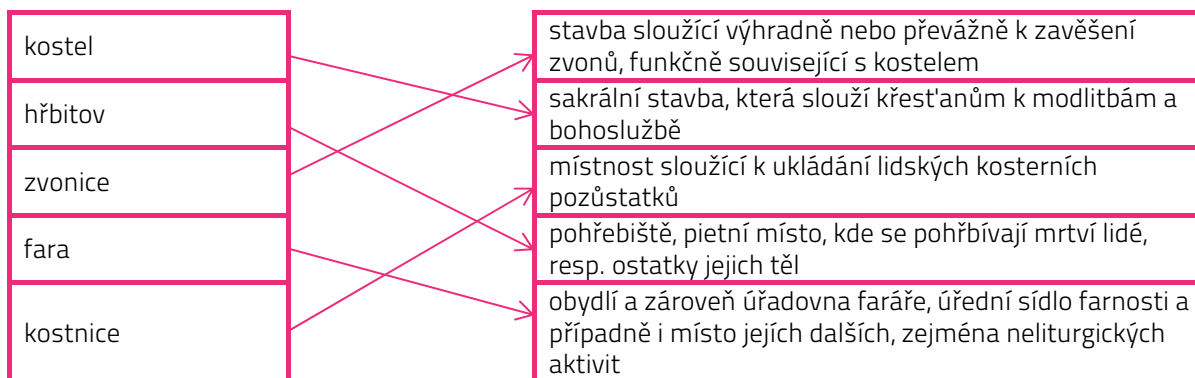 kostel
stavba sloužící výhradně nebo převážně k zavěšení
zvonů, funkčně související s kostelem
hřbitov
sakrální stavba, která slouží křest'anům k modlitbám a
bohoslužbě
zvonice
místnost sloužící k ukládání lidských kosterních
pozůstatků
fara
pohřebiště, pietní místo, kde se pohřbívají mrtví lidé,
resp. ostatky jejich těl
kostnice
obydlí a zároveň úřadovna faráře, úřední sídlo farnosti a
případně i místo jejích dalších, zejména neliturgických
aktivit